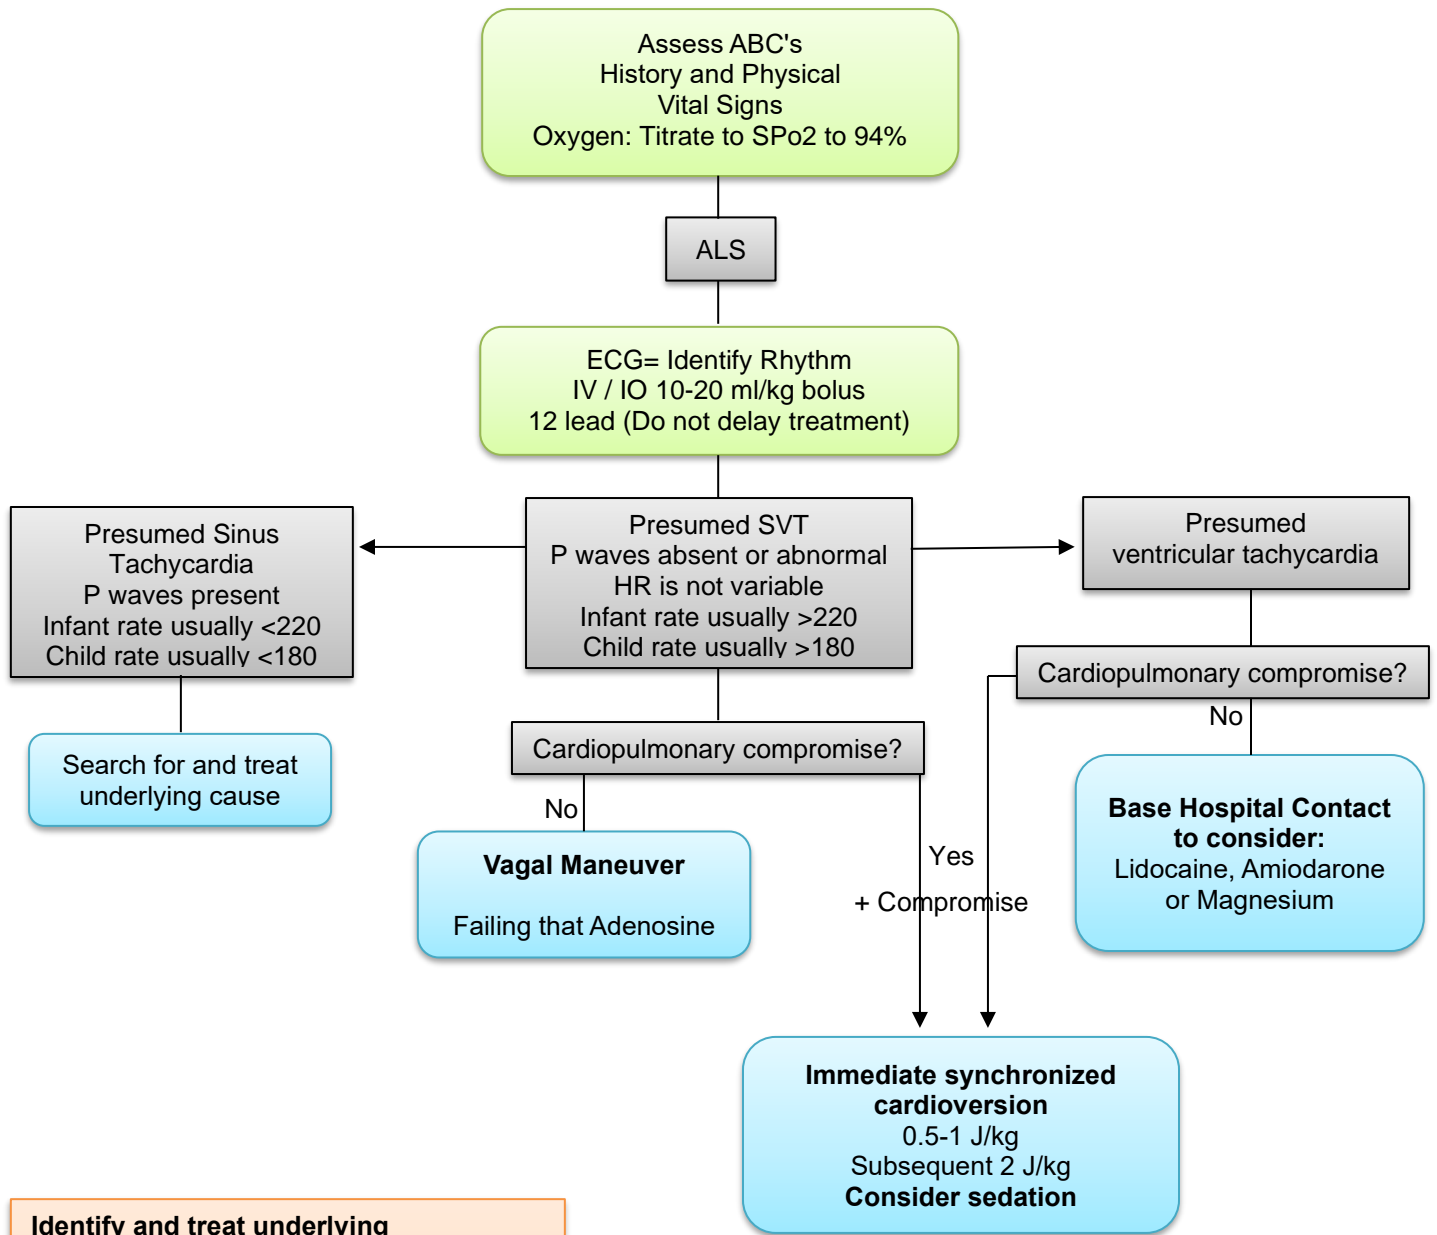 Assess ABC's
History and Physical
Vital Signs
Oxygen: Titrate to SPo2 to 94%
ALS
ECG= Identify Rhythm
IV / IO 10-20 ml/kg bolus
12 lead (Do not delay treatment)
Presumed Sinus
Tachycardia
P waves present
Infant rate usually <220
Child rate usually <180
Presumed SVT
P waves absent or abnormal
HR is not variable
Infant rate usually >220
Child rate usually >180
Presumed
ventricular tachycardia
Cardiopulmonary compromise?
No
Search for and treat
underlying cause
Cardiopulmonary compromise?
No
Vagal Maneuver
Failing that Adenosine
Yes
+ Compromise
Base Hospital Contact
to consider:
Lidocaine, Amiodarone
or Magnesium
Immediate synchronized
cardioversion
0.5-1 J/kg
Subsequent 2 J/kg
Consider sedation
Identify and treat underlying